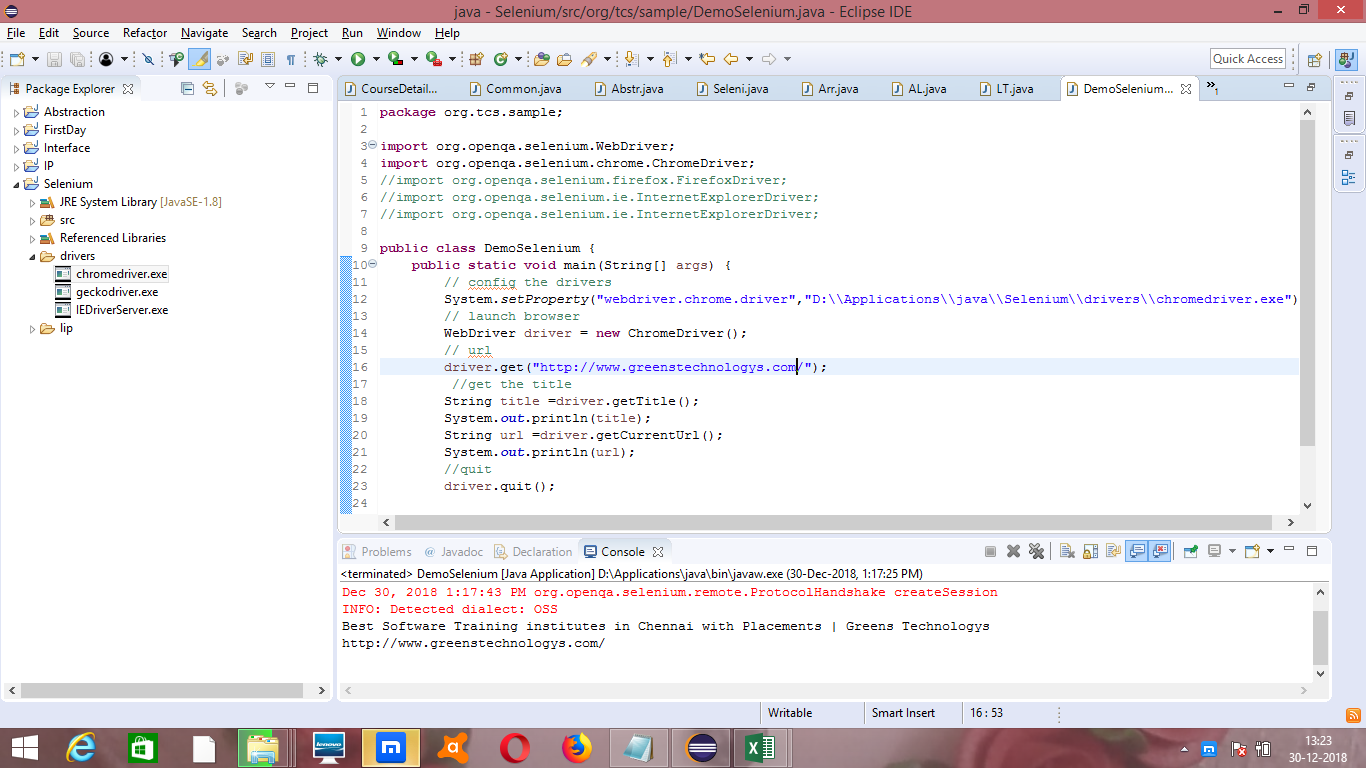 java - Selenium/src/org/tcs/sample/DemoSelenium.java - Eclipse IDE
File Edit Source Refactor Navigate Search Project Run Window Help
Quick Access
Package Explorer
Abstraction
FirstDay
Interface
IP
Selenium
JRE System Library [JavaSE-1.8]
src
Referenced Libraries
drivers
chromedriver.exe
geckodriver.exe
IEDriverServer.exe
lip
CourseDetail... Common.java Abstr.java Seleni.java Arr.java AL.java LT.java DemoSelenium... »1
1 package org.tcs.sample;
2
3 import org.openqa.selenium.WebDriver;
4 import org.openqa.selenium.chrome.ChromeDriver;
5 //import org.openqa.selenium.firefox.FirefoxDriver;
6 //import org.openqa.selenium.ie.InternetExplorerDriver;
7 //import org.openqa.selenium.ie.InternetExplorerDriver;
8
9 public class DemoSelenium {
10 public static void main(String[] args) {
11 // config the drivers
12 System.setProperty("webdriver.chrome.driver","D:\\Applications\\java\\Selenium\\drivers\\chromedriver.exe")
13 // launch browser
14 WebDriver driver = new ChromeDriver();
15 // url
16 driver.get("http://www.greenstechnologys.com/");
17 //get the title
18 String title =driver.getTitle();
19 System.out.println(title);
20 String url =driver.getCurrentUrl();
21 System.out.println(url);
22 //quit
23 driver.quit();
24
Problems @ Javadoc Declaration Console
<terminated> DemoSelenium [Java Application] D:\Applications\java\bin\javaw.exe (30-Dec-2018, 1:17:25 PM)
Dec 30, 2018 1:17:43 PM org.openqa.selenium.remote.ProtocolHandshake createSession
INFO: Detected dialect: OSS
Best Software Training institutes in Chennai with Placements | Greens Technologys
http://www.greenstechnologys.com/
Writable Smart Insert 16 : 53
lenovo
13:23
30-12-2018